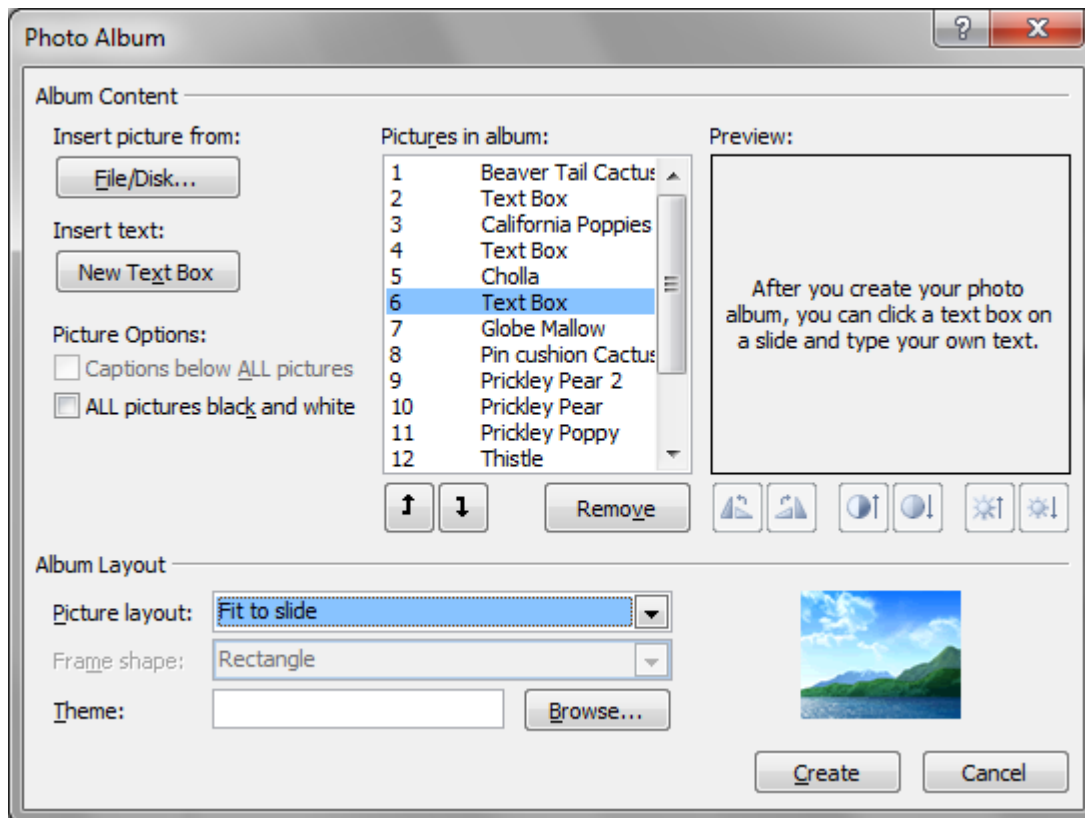 Photo Album
?
Album Content
Insert picture from:
File/Disk...
Insert text:
New Text Box
Picture Options:
Captions below ALL pictures
ALL pictures black and white
Pictures in album:
1 Beaver Tail Cactus
2 Text Box
3 California Poppies
4 Text Box
5 Cholla
6 Text Box
7 Globe Mallow
8 Pin cushion Cactus
9 Prickley Pear 2
10 Prickley Pear
11 Prickley Poppy
12 Thistle
Remove
Preview:
After you create your photo
album, you can click a text box on
a slide and type your own text.
Album Layout
Picture layout: Fit to slide
Frame shape: Rectangle
Theme: Browse...
Create Cancel